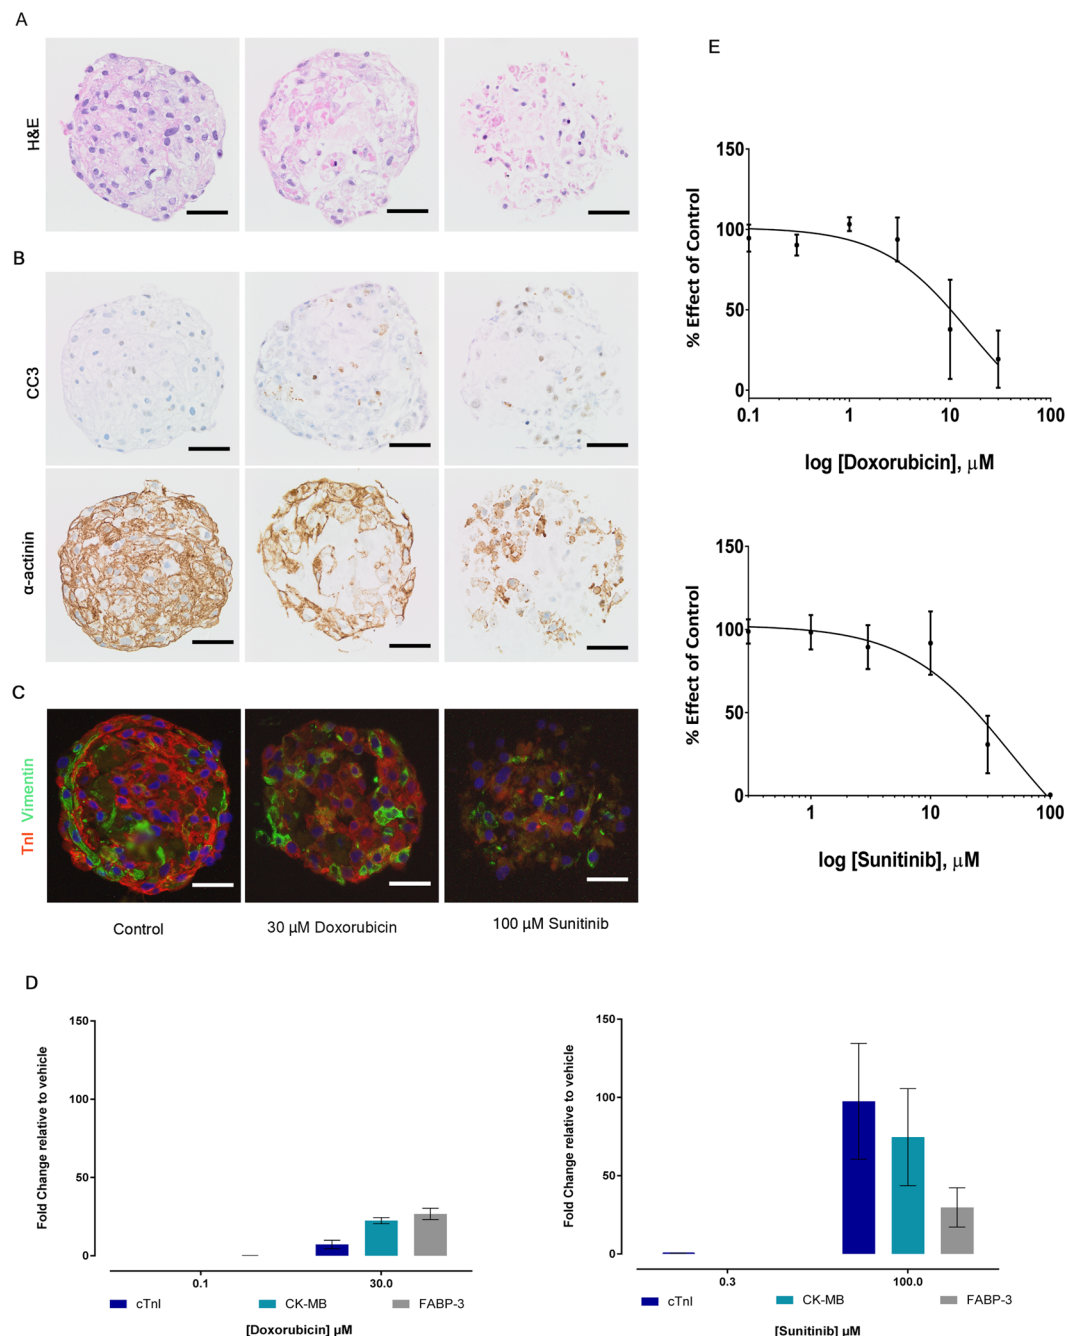 A
H&E
B
CC3
α-actinin
C
TnI Vimentin
Control
30 µM Doxorubicin
100 µM Sunitinib
D
Fold Change relative to vehicle
150
100
50
0
0.1
30.0
cTnI
CK-MB
FABP-3
[Doxorubicin] µM
Fold Change relative to vehicle
150
100
50
0
0.3
100.0
cTnI
CK-MB
FABP-3
[Sunitinib] µM
E
% Effect of Control
150
100
50
0
0.1
1
10
100
log [Doxorubicin], µM
% Effect of Control
150
100
50
0
1
10
100
log [Sunitinib], µM